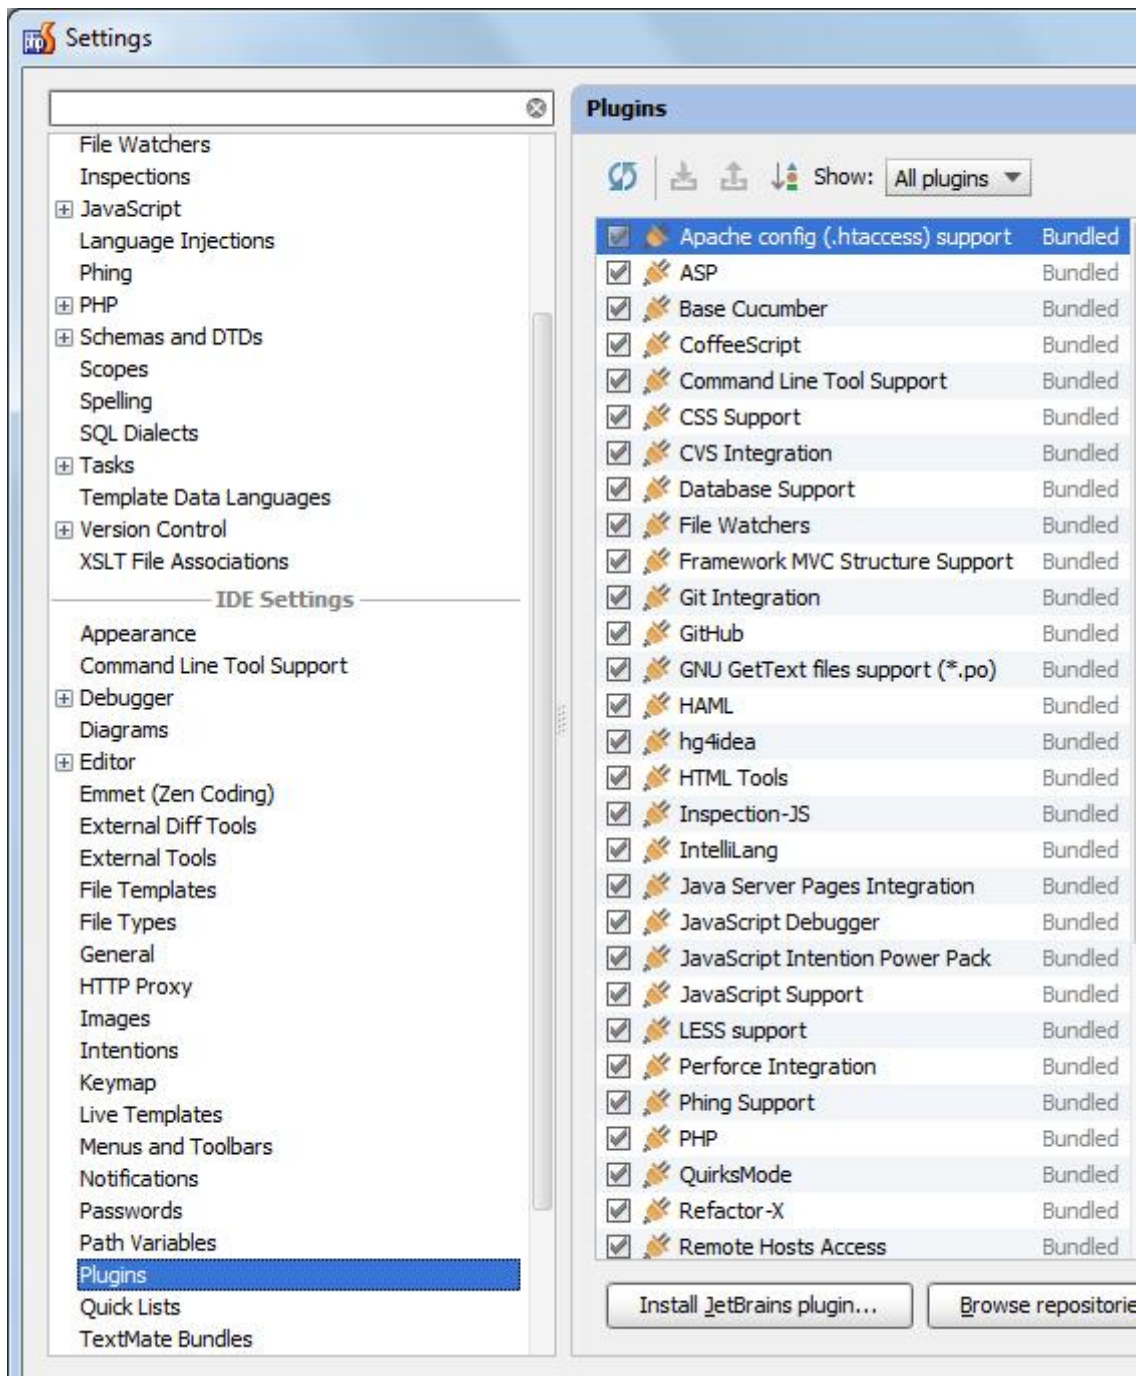 Settings
File Watchers
Inspections
JavaScript
Language Injections
Phing
PHP
Schemas and DTDs
Scopes
Spelling
SQL Dialects
Tasks
Template Data Languages
Version Control
XSLT File Associations
IDE Settings
Appearance
Command Line Tool Support
Debugger
Diagrams
Editor
Emmet (Zen Coding)
External Diff Tools
External Tools
File Templates
File Types
General
HTTP Proxy
Images
Intentions
Keymap
Live Templates
Menus and Toolbars
Notifications
Passwords
Path Variables
Plugins
Quick Lists
TextMate Bundles
Plugins
Show: All plugins
Apache config (.htaccess) support Bundled
ASP Bundled
Base Cucumber Bundled
CoffeeScript Bundled
Command Line Tool Support Bundled
CSS Support Bundled
CVS Integration Bundled
Database Support Bundled
File Watchers Bundled
Framework MVC Structure Support Bundled
Git Integration Bundled
GitHub Bundled
GNU GetText files support (*.po) Bundled
HAML Bundled
hg4idea Bundled
HTML Tools Bundled
Inspection-JS Bundled
IntelliLang Bundled
Java Server Pages Integration Bundled
JavaScript Debugger Bundled
JavaScript Intention Power Pack Bundled
JavaScript Support Bundled
LESS support Bundled
Perforce Integration Bundled
Phing Support Bundled
PHP Bundled
QuirksMode Bundled
Refactor-X Bundled
Remote Hosts Access Bundled
Install JetBrains plugin... Browse repositorie